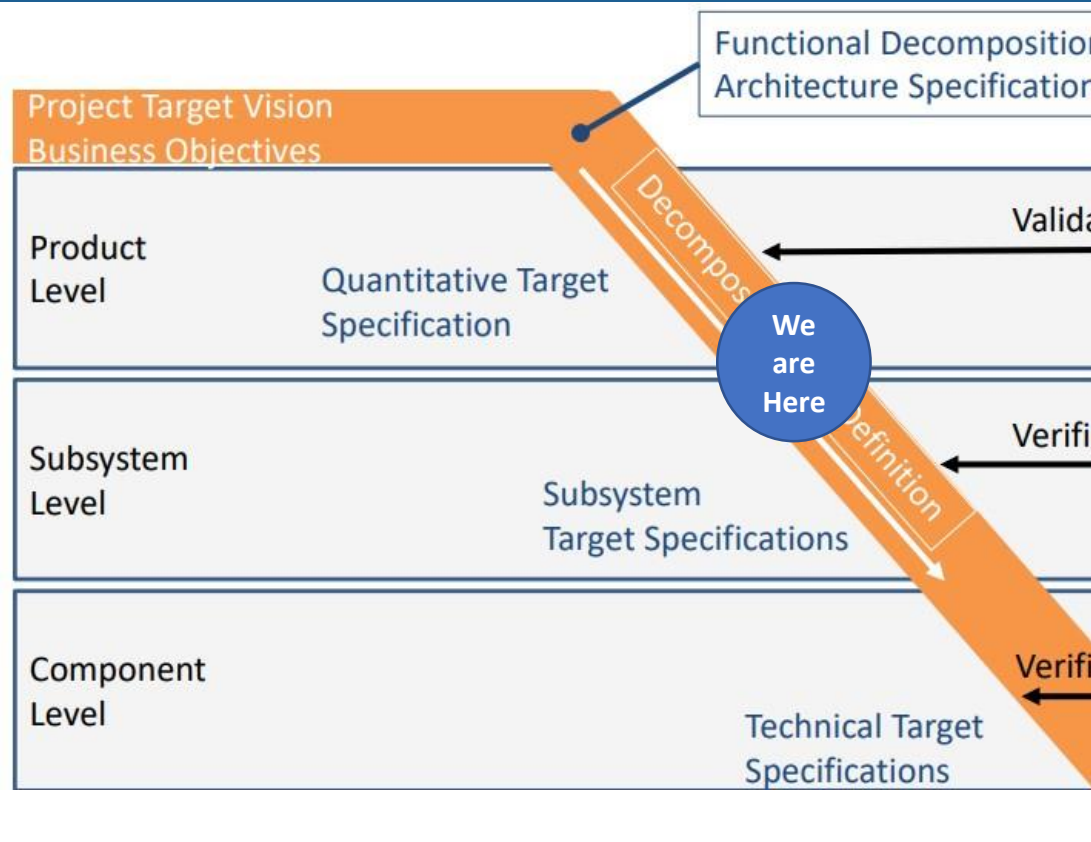 Functional Decomposition
Architecture Specification
Project Target Vision
Business Objectives
Decompos
Valida
Product
Level
Quantitative Target
Specification
We
are
Here
Definition
Verifi
Subsystem
Level
Subsystem
Target Specifications
Component
Level
Verifi
Technical Target
Specifications